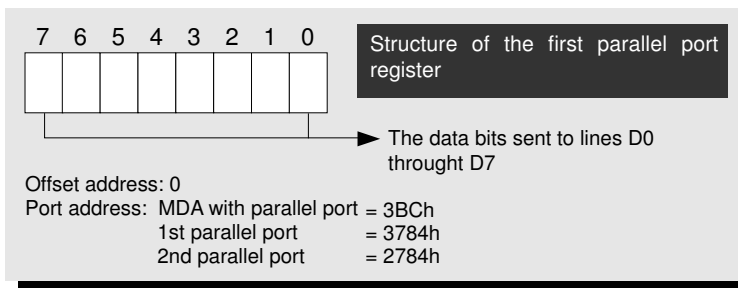 7 6 5 4 3 2 1 0
Structure of the first parallel port
register
The data bits sent to lines D0
throught D7
Offset address: 0
Port address: MDA with parallel port = 3BCh
1st parallel port = 3784h
2nd parallel port = 2784h